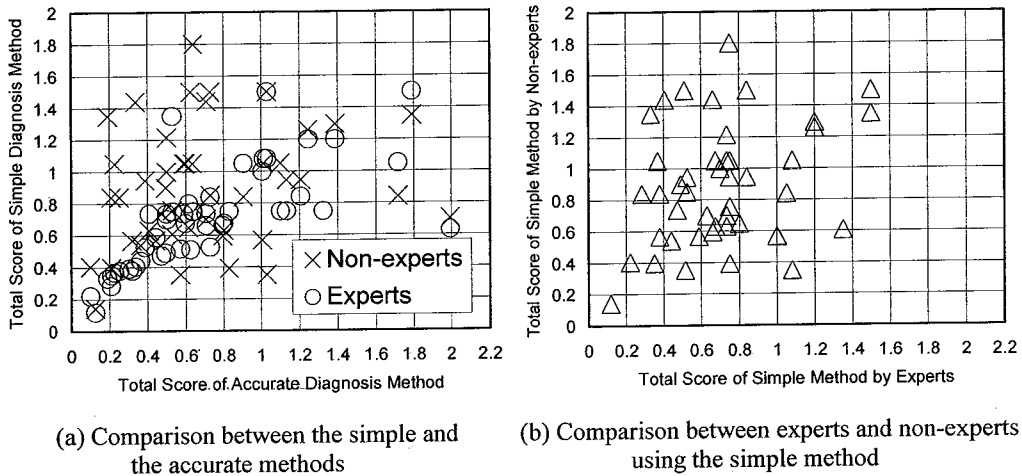 Total Score of Simple Diagnosis Method
2
1.8
1.6
1.4
1.2
1
0.8
0.6
0.4
0.2
0
0 0.2 0.4 0.6 0.8 1 1.2 1.4 1.6 1.8 2 2.2
Total Score of Accurate Diagnosis Method
Non-experts
Experts
(a) Comparison between the simple and
the accurate methods
Total Score of Simple Method by Non-experts
2
1.8
1.6
1.4
1.2
1
0.8
0.6
0.4
0.2
0
0 0.2 0.4 0.6 0.8 1 1.2 1.4 1.6 1.8 2 2.2
Total Score of Simple Method by Experts
(b) Comparison between experts and non-experts
using the simple method